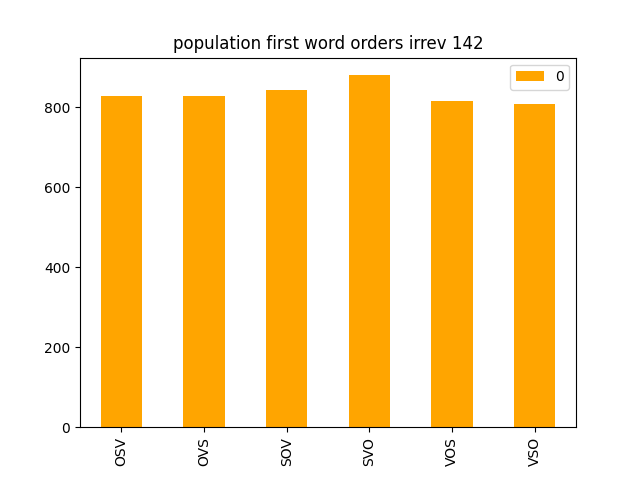 population first word orders irrev 142
0
800
600
400
200
0
OSV
OVS
SOV
SVO
VOS
VSO